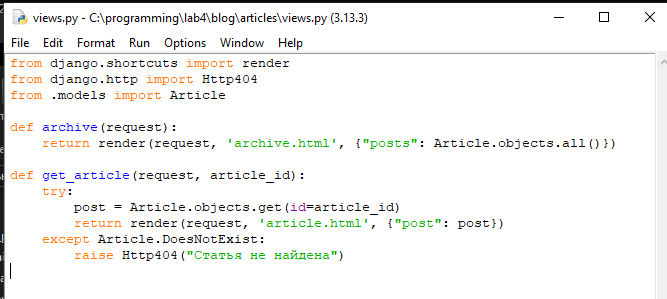 views.py - C:\programming\lab4\blog\articles\views.py (3.13.3)
File Edit Format Run Options Window Help
from django.shortcuts import render
from django.http import Http404
from .models import Article
def archive(request):
    return render(request, 'archive.html', {"posts": Article.objects.all()})
def get_article(request, article_id):
    try:
        post = Article.objects.get(id=article_id)
        return render(request, 'article.html', {"post": post})
    except Article.DoesNotExist:
        raise Http404("Статья не найдена")